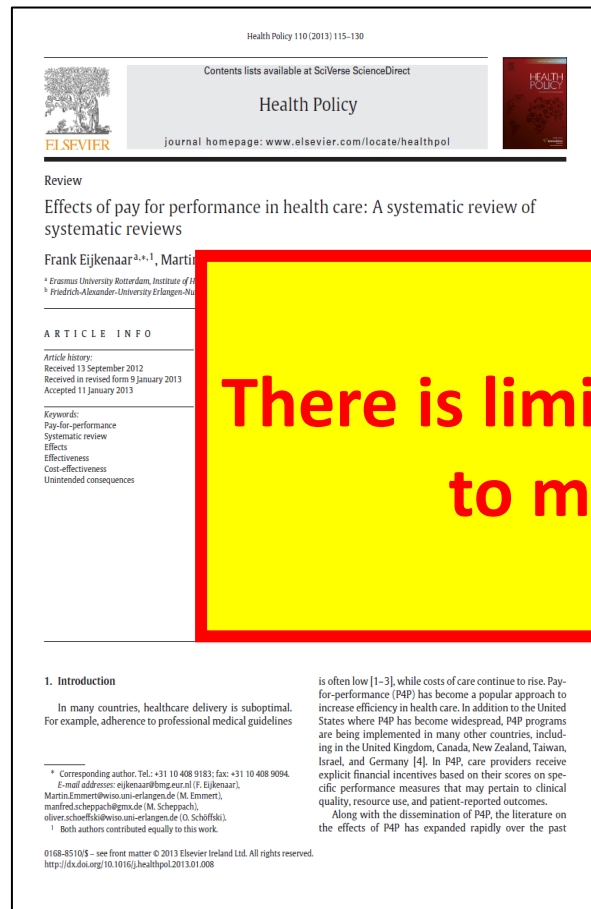 Health Policy 110 (2013) 115–130
Contents lists available at SciVerse ScienceDirect
Health Policy
journal homepage: www.elsevier.com/locate/healthpol
ELSEVIER
HEALTH
POLICY
Review
Effects of pay for performance in health care: A systematic review of
systematic reviews
Frank Eijkenaar a,*,1, Martin
a Erasmus University Rotterdam, Institute of H
b Friedrich-Alexander-University Erlangen-Nu
ARTICLE INFO
Article history:
Received 13 September 2012
Received in revised form 9 January 2013
Accepted 11 January 2013
Keywords:
Pay-for-performance
Systematic review
Effects
Effectiveness
Cost-effectiveness
Unintended consequences
There is limi
to m
1. Introduction
In many countries, healthcare delivery is suboptimal.
For example, adherence to professional medical guidelines
* Corresponding author. Tel.: +31 10 408 9183; fax: +31 10 408 9094.
E-mail addresses: eijkenaar@bmg.eur.nl (F. Eijkenaar),
Martin.Emmert@wiso.uni-erlangen.de (M. Emmert),
manfred.scheppach@gmx.de (M. Scheppach),
oliver.schoeffski@wiso.uni-erlangen.de (O. Schöffski).
1 Both authors contributed equally to this work.
is often low [1–3], while costs of care continue to rise. Pay-
for-performance (P4P) has become a popular approach to
increase efficiency in health care. In addition to the United
States where P4P has become widespread, P4P programs
are being implemented in many other countries, includ-
ing in the United Kingdom, Canada, New Zealand, Taiwan,
Israel, and Germany [4]. In P4P, care providers receive
explicit financial incentives based on their scores on spe-
cific performance measures that may pertain to clinical
quality, resource use, and patient-reported outcomes.
Along with the dissemination of P4P, the literature on
the effects of P4P has expanded rapidly over the past
0168-8510/$ – see front matter © 2013 Elsevier Ireland Ltd. All rights reserved.
http://dx.doi.org/10.1016/j.healthpol.2013.01.008